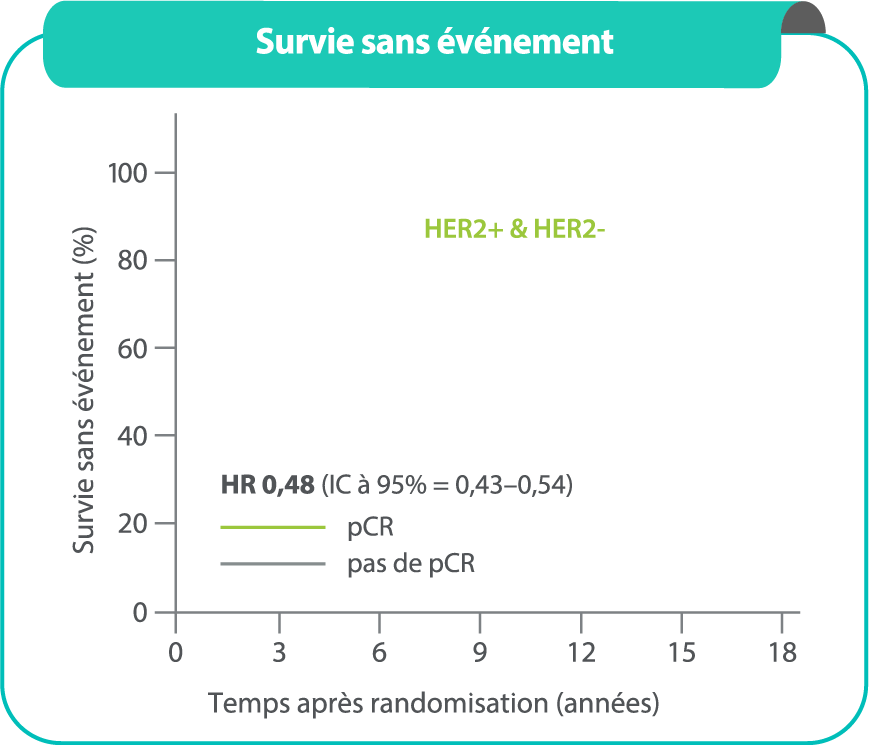 Survie sans événement
Survie sans événement (%)
100
80
60
40
20
0
HER2+ & HER2-
HR 0,48 (IC à 95% = 0,43–0,54)
pCR
pas de pCR
0 3 6 9 12 15 18
Temps après randomisation (années)